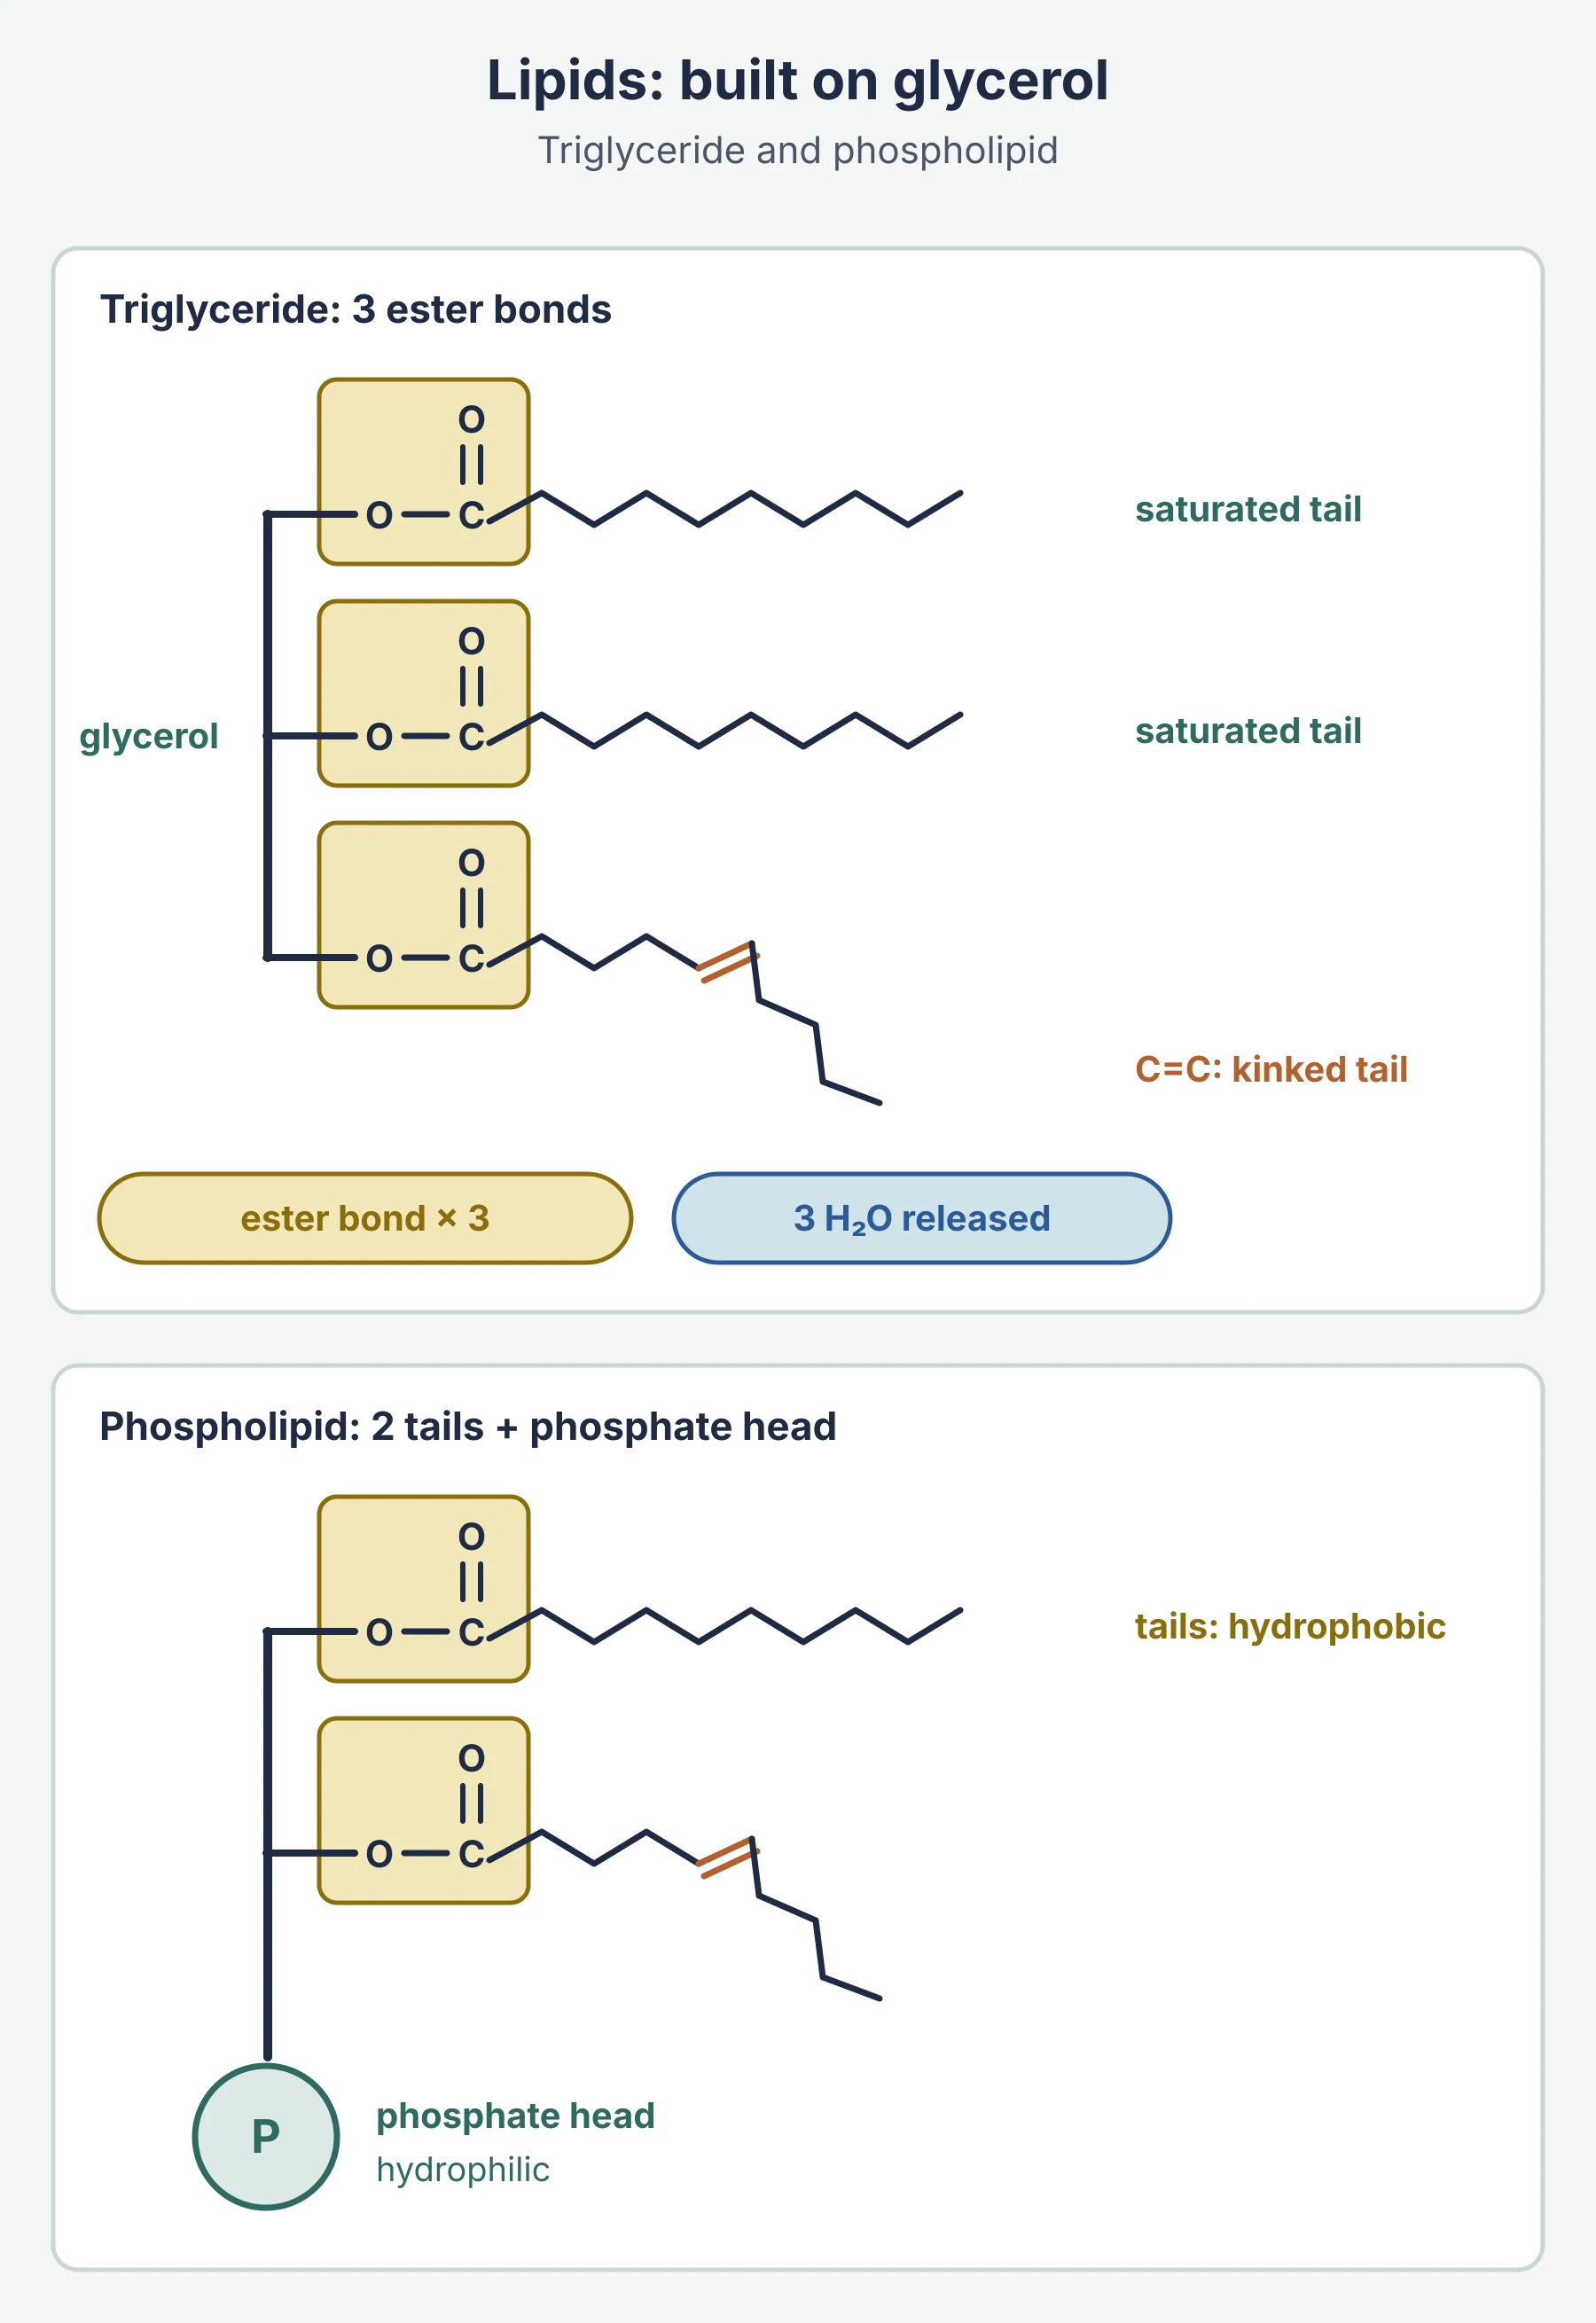 Lipids: built on glycerol
Triglyceride and phospholipid
Triglyceride: 3 ester bonds
O
O C
saturated tail
O
glycerol
O C
saturated tail
O
O C
C=C: kinked tail
ester bond × 3
3 H₂O released
Phospholipid: 2 tails + phosphate head
O
O C
tails: hydrophobic
O
O C
P
phosphate head
hydrophilic